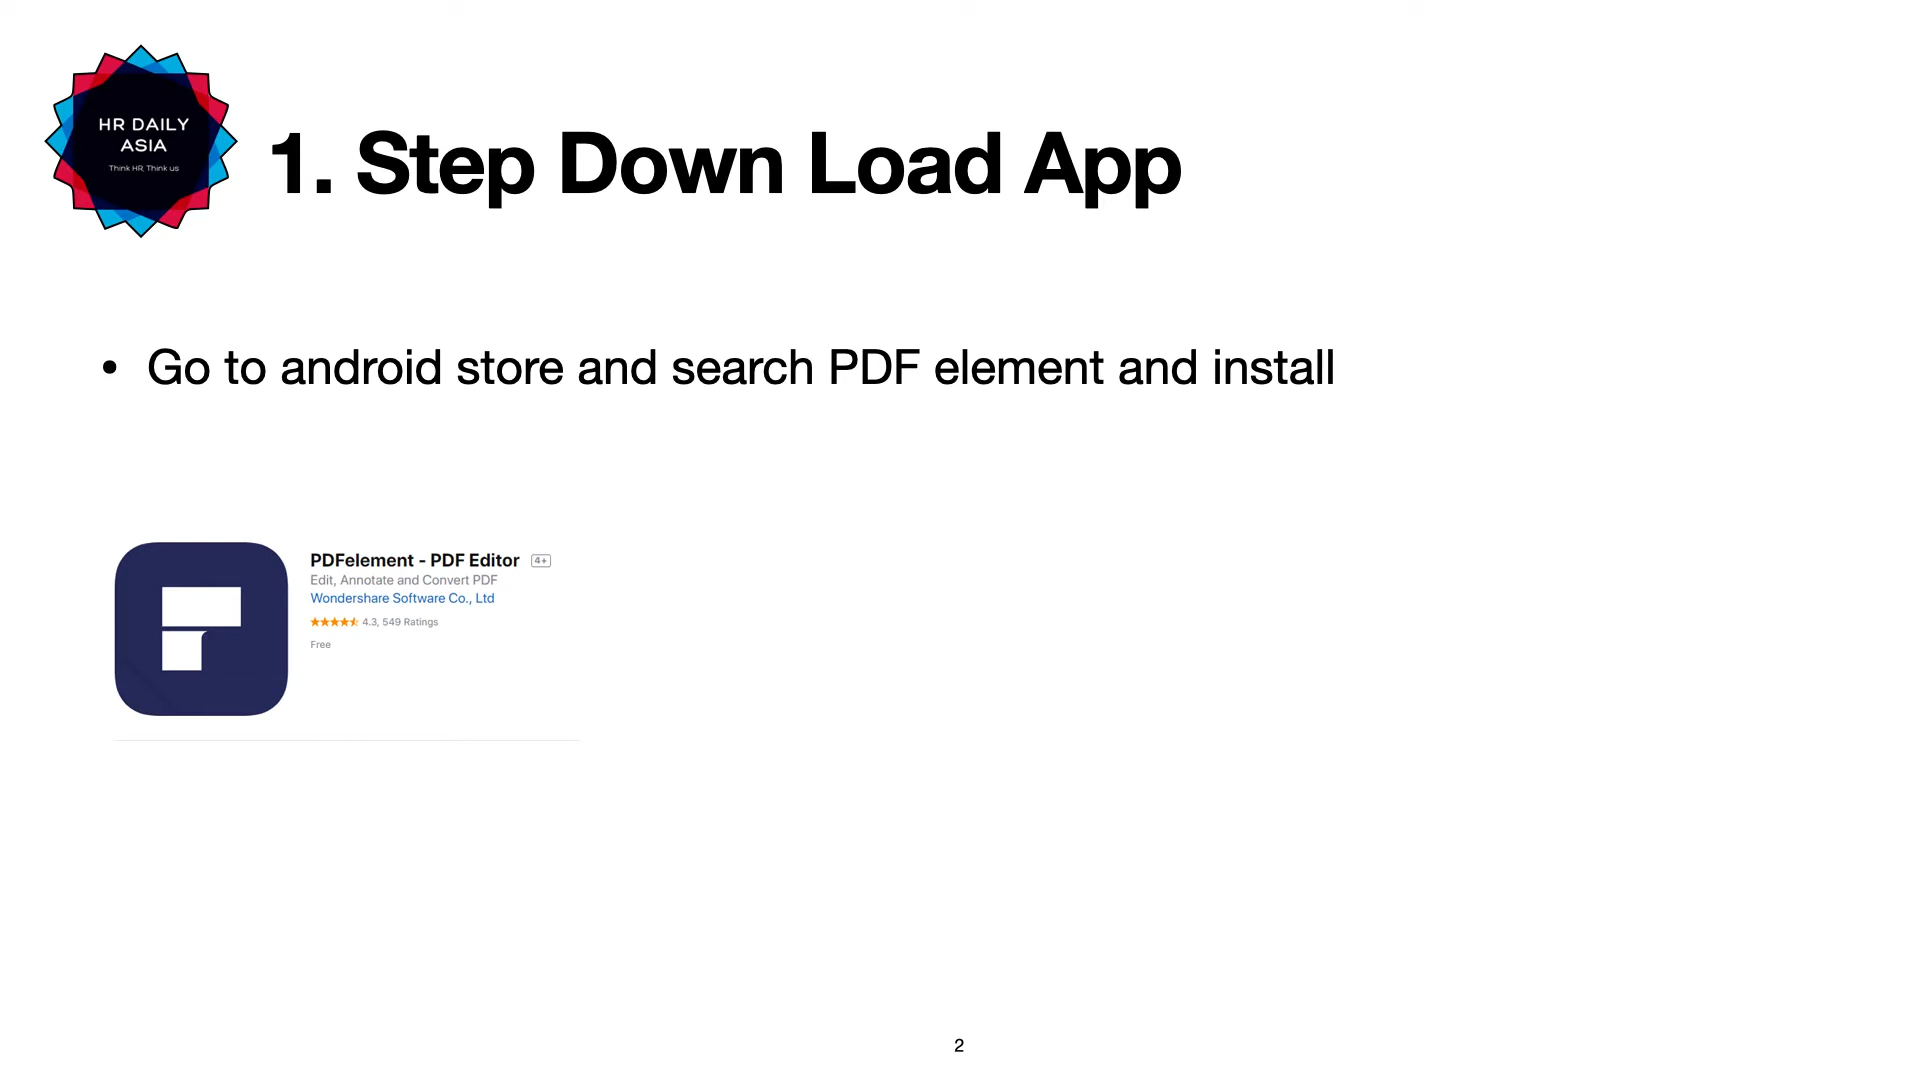 HR DAILY
ASIA
Think HR, Think us
1. Step Down Load App
• Go to android store and search PDF element and install
PDFelement - PDF Editor 4+
Edit, Annotate and Convert PDF
Wondershare Software Co., Ltd
4.3, 549 Ratings
Free
2